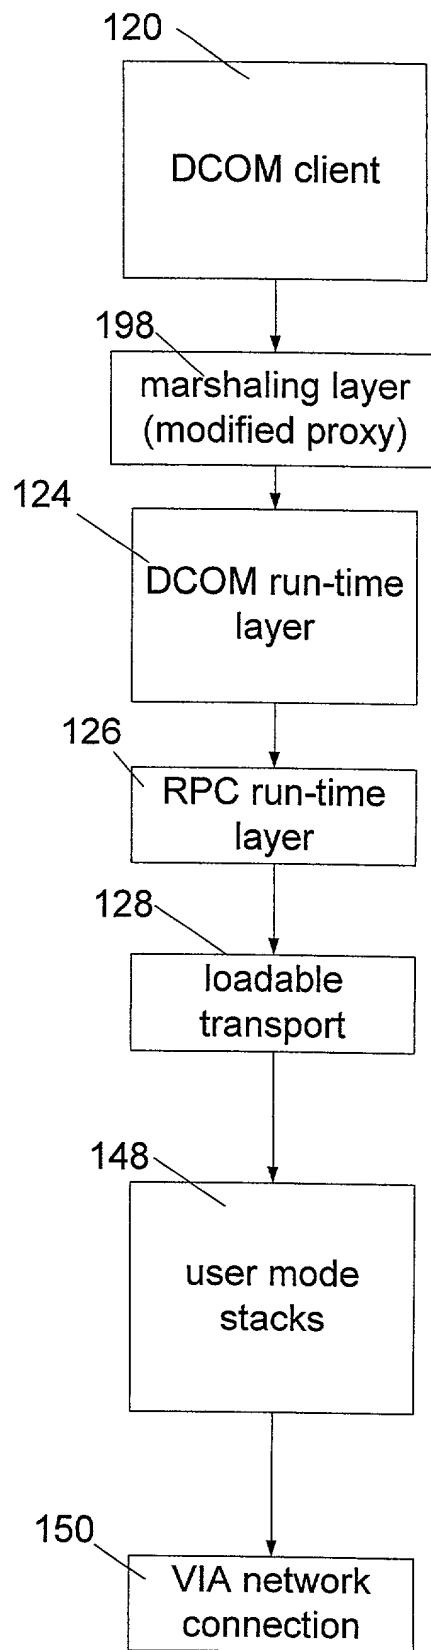 120
DCOM client
198
marshaling layer
(modified proxy)
124
DCOM run-time
layer
126
RPC run-time
layer
128
loadable
transport
148
user mode
stacks
150
VIA network
connection